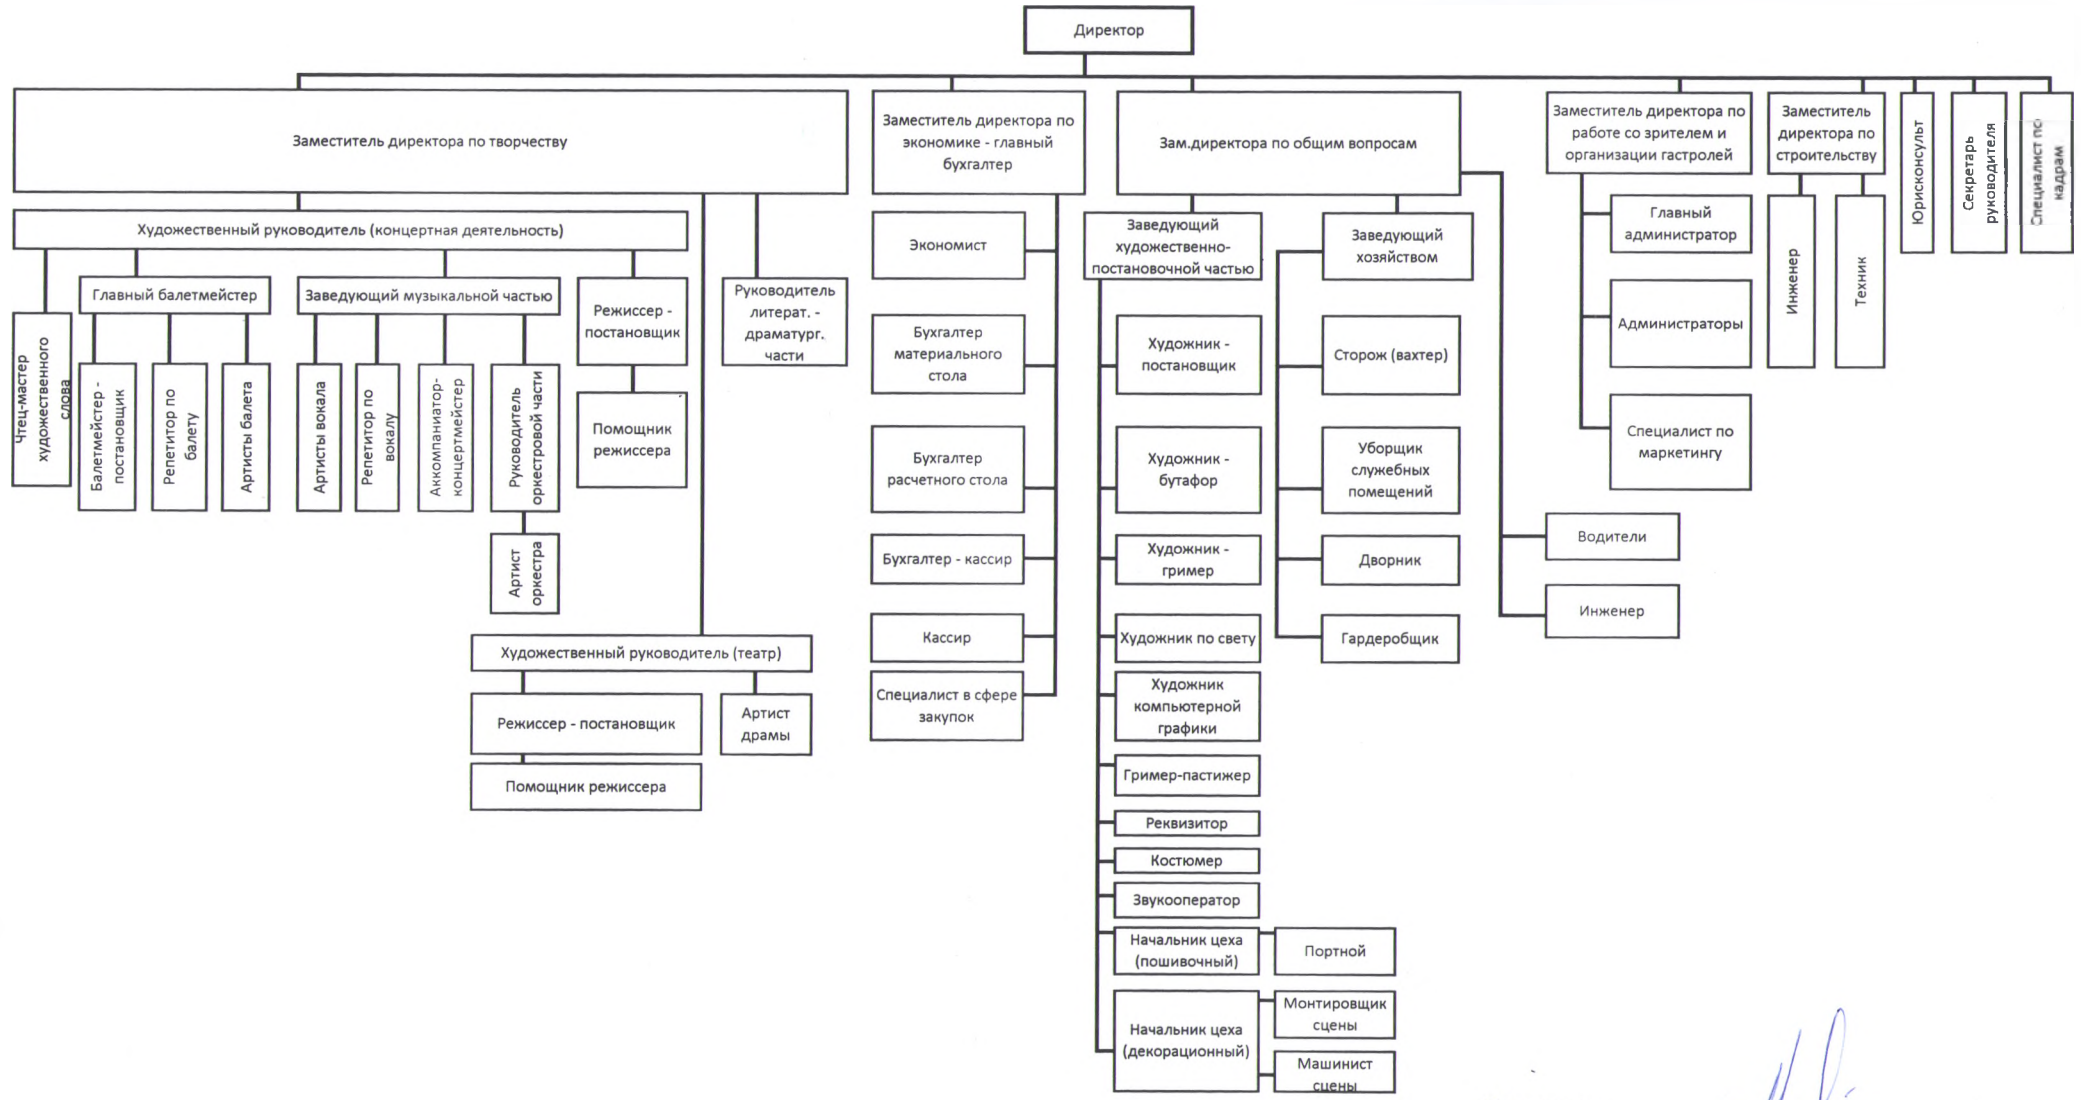 Директор
Заместитель директора по творчеству
Заместитель директора по
экономике - главный
бухгалтер
Зам.директора по общим вопросам
Заместитель директора по
работе со зрителем и
организации гастролей
Заместитель
директора по
строительству
Юрисконсульт
Секретарь
руководителя
Специалист по
кадрам
Художественный руководитель (концертная деятельность)
Чтец-мастер
художественного
слова
Главный балетмейстер
Балетмейстер -
постановщик
Репетитор по
балету
Артисты балета
Заведующий музыкальной частью
Артисты вокала
Репетитор по
вокалу
Аккомпаниатор-
концертмейстер
Руководитель
оркестровой части
Артист
оркестра
Режиссер -
постановщик
Помощник
режиссера
Руководитель
литерат. -
драматург.
части
Художественный руководитель (театр)
Режиссер - постановщик
Помощник режиссера
Артист
драмы
Экономист
Бухгалтер
материального
стола
Бухгалтер
расчетного стола
Бухгалтер - кассир
Кассир
Специалист в сфере
закупок
Заведующий
художественно-
постановочной частью
Художник -
постановщик
Художник -
бутафор
Художник -
гример
Художник по свету
Художник
компьютерной
графики
Гример-пастижер
Реквизитор
Костюмер
Звукооператор
Начальник цеха
(пошивочный)
Портной
Начальник цеха
(декорационный)
Монтировщик
сцены
Машинист
сцены
Заведующий
хозяйством
Сторож (вахтер)
Уборщик
служебных
помещений
Дворник
Гардеробщик
Водители
Инженер
Главный
администратор
Администраторы
Специалист по
маркетингу
Инженер
Техник